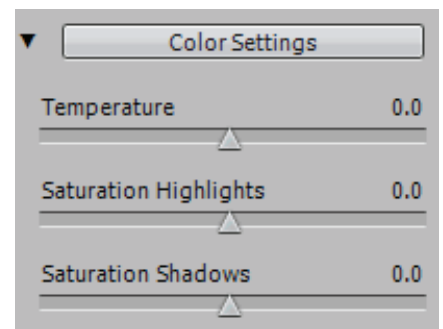 Color Settings
Temperature 0.0
Saturation Highlights 0.0
Saturation Shadows 0.0